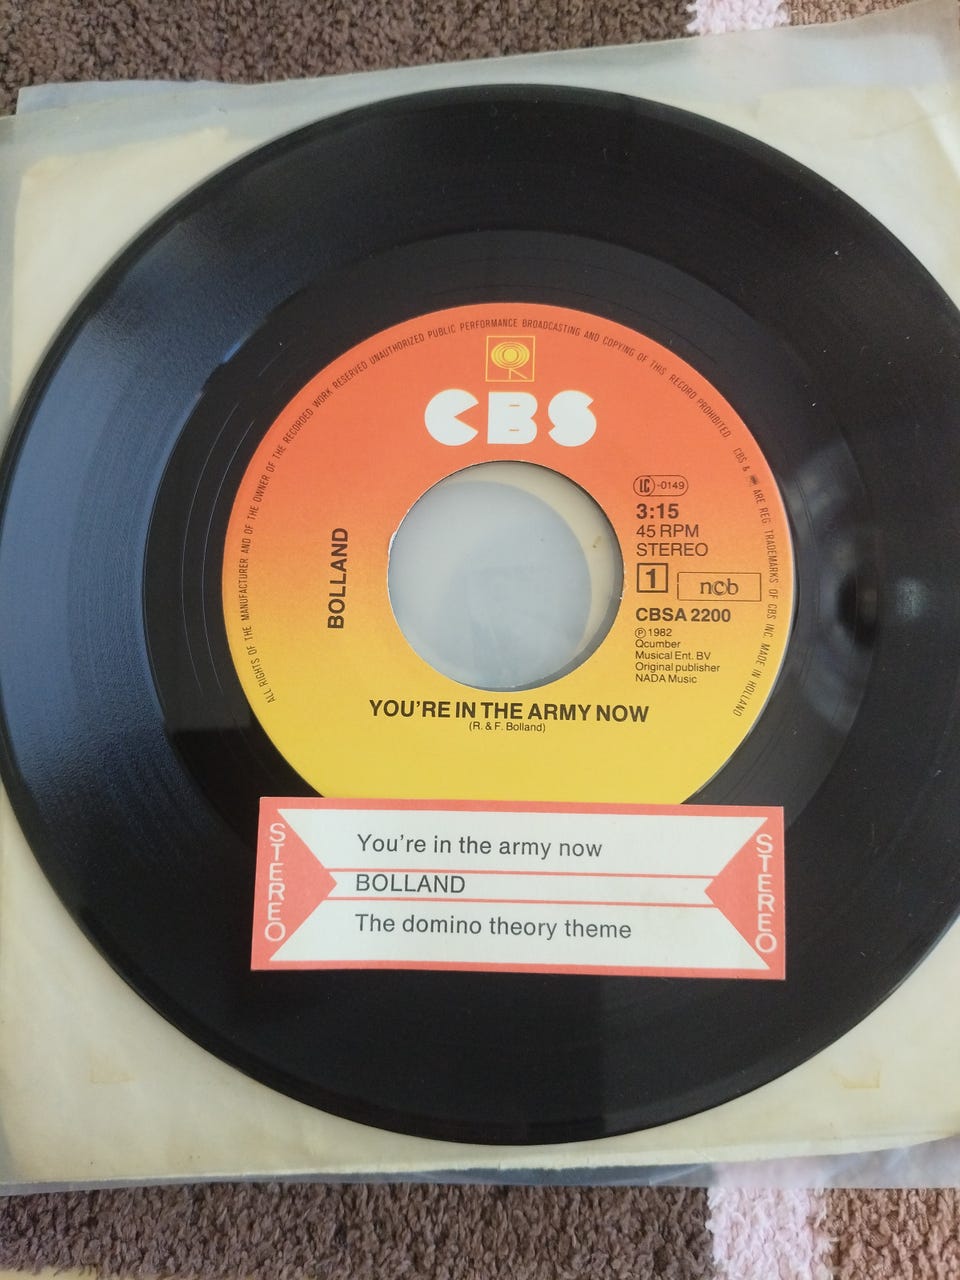 ALL RIGHTS OF THE MANUFACTURER AND OF THE OWNER OF THE RECORDED WORK RESERVED UNAUTHORIZED PUBLIC PERFORMANCE BROADCASTING AND COPYING OF THIS RECORD PROHIBITED CBS & ARE REG. TRADEMARKS OF CBS INC. MADE IN HOLLAND
CBS
BOLLAND
LC-0149
3:15
45 RPM
STEREO
1 ncb
CBSA 2200
Ⓟ 1982
Qcumber
Musical Ent. BV
Original publisher
NADA Music
YOU'RE IN THE ARMY NOW
(R. & F. Bolland)
STEREO
You're in the army now
BOLLAND
The domino theory theme
STEREO